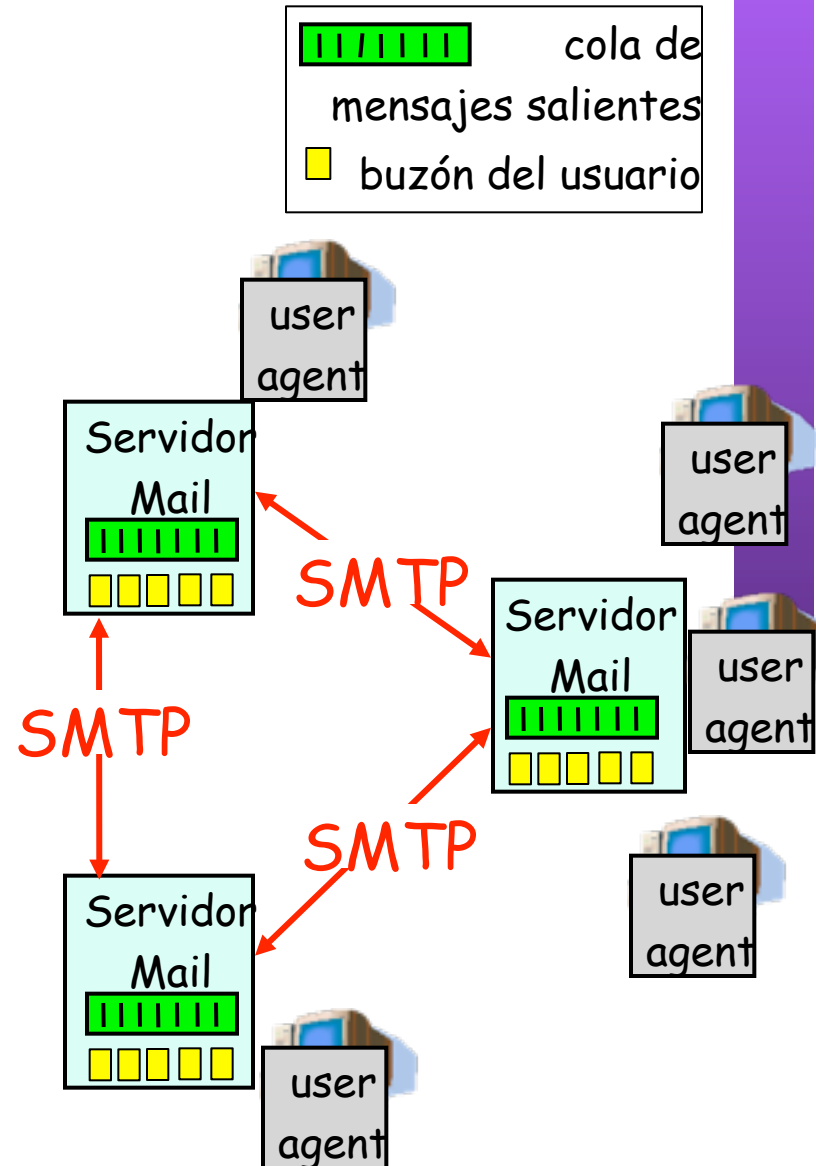 cola de
mensajes salientes
buzón del usuario
user
agent
Servidor
Mail
user
agent
SMTP
Servidor
Mail
user
agent
SMTP
SMTP
user
agent
Servidor
Mail
user
agent